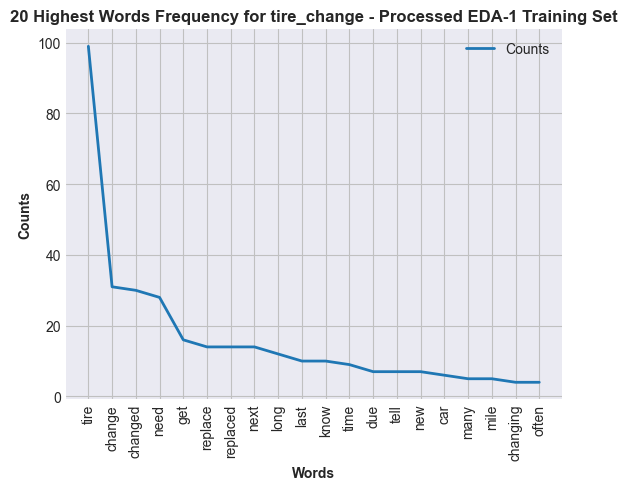 20 Highest Words Frequency for tire_change - Processed EDA-1 Training Set
Counts
100
80
60
40
20
0
Counts
tire
change
changed
need
get
replace
replaced
next
long
last
know
time
due
tell
new
car
many
mile
changing
often
Words